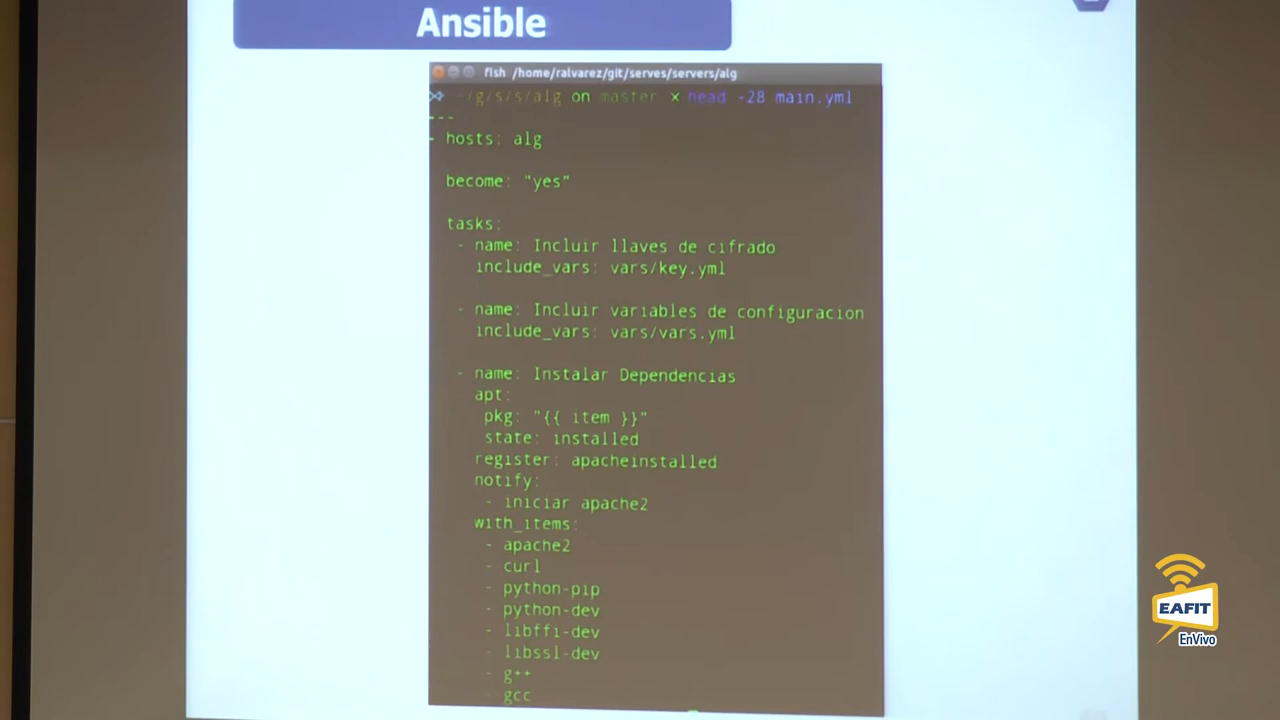 Ansible
fish /home/ralvarez/git/serves/servers/alg
~/g/s/s/alg on master × head -28 main.yml
---
- hosts: alg
become: "yes"
tasks:
- name: Incluir llaves de cifrado
include_vars: vars/key.yml
- name: Incluir variables de configuracion
include_vars: vars/vars.yml
- name: Instalar Dependencias
apt:
pkg: "{{ item }}"
state: installed
register: apacheinstalled
notify:
- iniciar apache2
with_items:
- apache2
- curl
- python-pip
- python-dev
- libffi-dev
- libssl-dev
- g++
- gcc
EAFIT
EnVivo